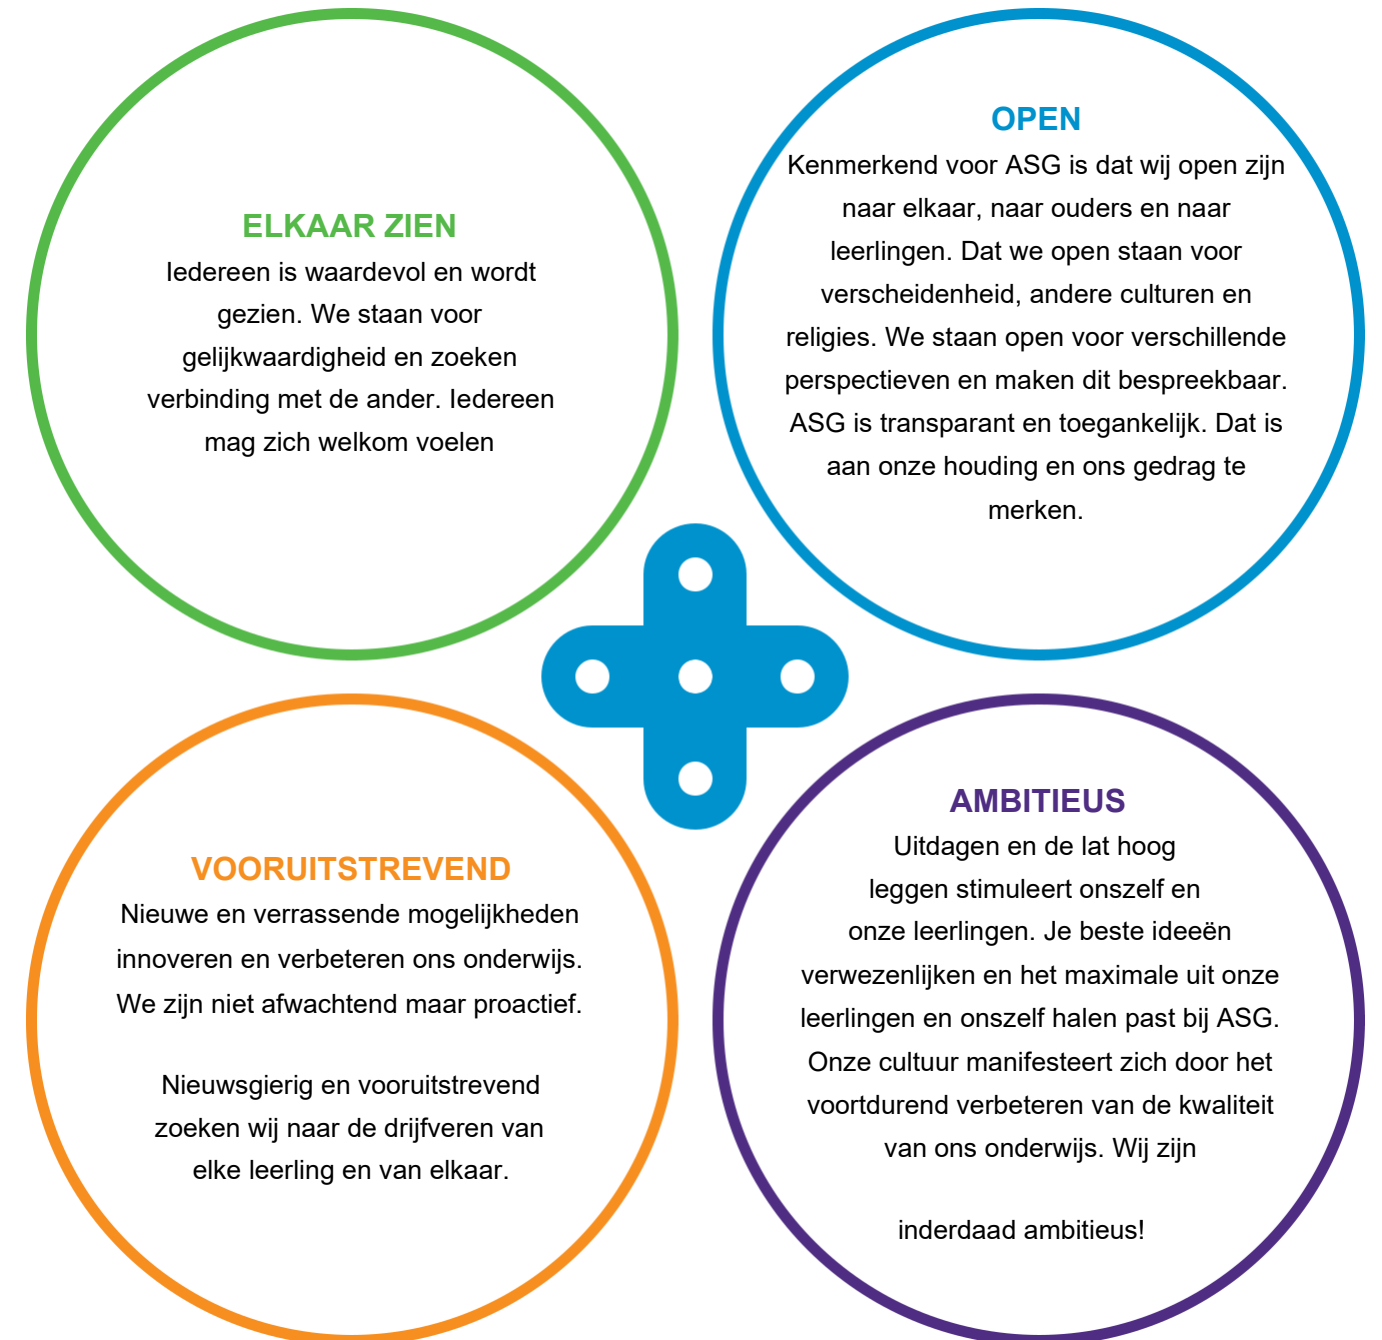 ELKAAR ZIEN
Iedereen is waardevol en wordt
gezien. We staan voor
gelijkwaardigheid en zoeken
verbinding met de ander. Iedereen
mag zich welkom voelen
OPEN
Kenmerkend voor ASG is dat wij open zijn
naar elkaar, naar ouders en naar
leerlingen. Dat we open staan voor
verscheidenheid, andere culturen en
religies. We staan open voor verschillende
perspectieven en maken dit bespreekbaar.
ASG is transparant en toegankelijk. Dat is
aan onze houding en ons gedrag te
merken.
VOORUITSTREVEND
Nieuwe en verrassende mogelijkheden
innoveren en verbeteren ons onderwijs.
We zijn niet afwachtend maar proactief.
Nieuwsgierig en vooruitstrevend
zoeken wij naar de drijfveren van
elke leerling en van elkaar.
AMBITIEUS
Uitdagen en de lat hoog
leggen stimuleert onszelf en
onze leerlingen. Je beste ideeën
verwezenlijken en het maximale uit onze
leerlingen en onszelf halen past bij ASG.
Onze cultuur manifesteert zich door het
voortdurend verbeteren van de kwaliteit
van ons onderwijs. Wij zijn
inderdaad ambitieus!